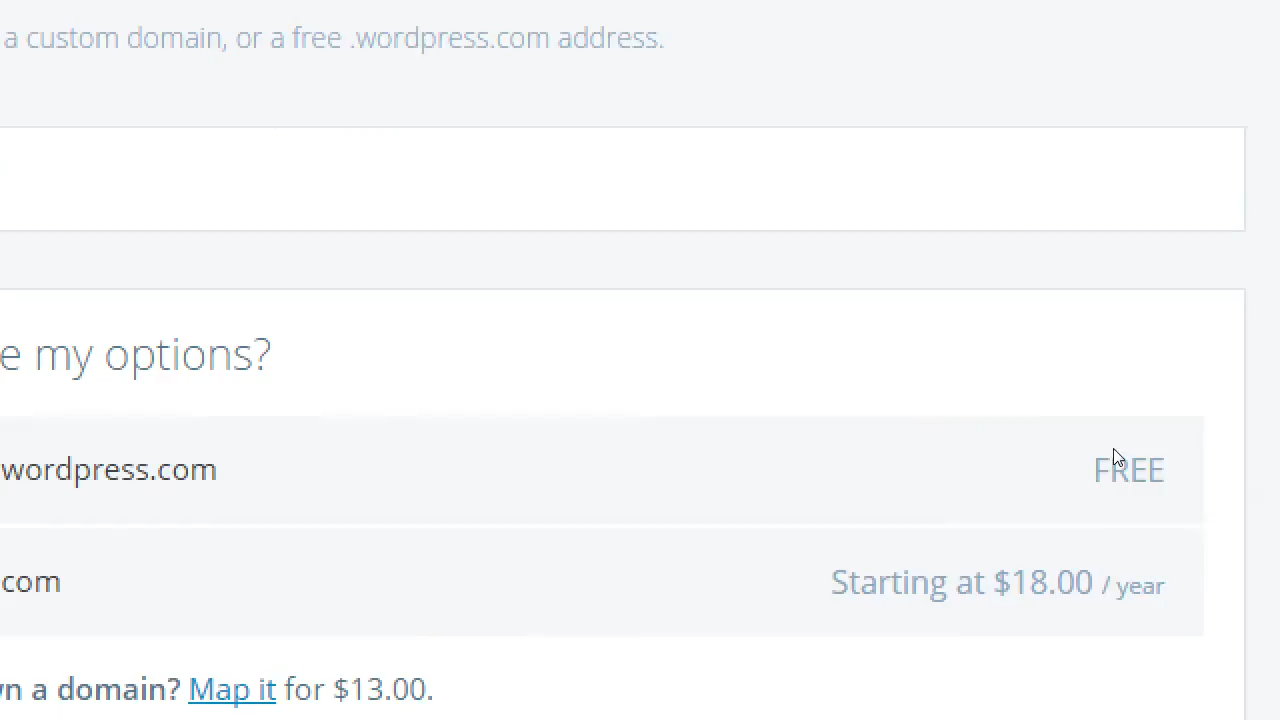 a custom domain, or a free .wordpress.com address.
e my options?
wordpress.com FREE
com Starting at $18.00 / year
n a domain? Map it for $13.00.